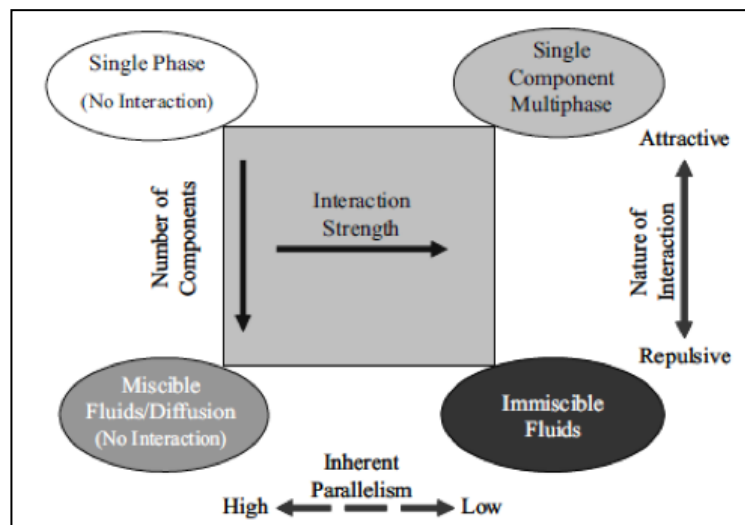 Single Phase
(No Interaction)
Single
Component
Multiphase
Attractive
Number of
Components
Interaction
Strength
Nature of
Interaction
Repulsive
Miscible
Fluids/Diffusion
(No Interaction)
Immiscible
Fluids
Inherent
Parallelism
High
Low